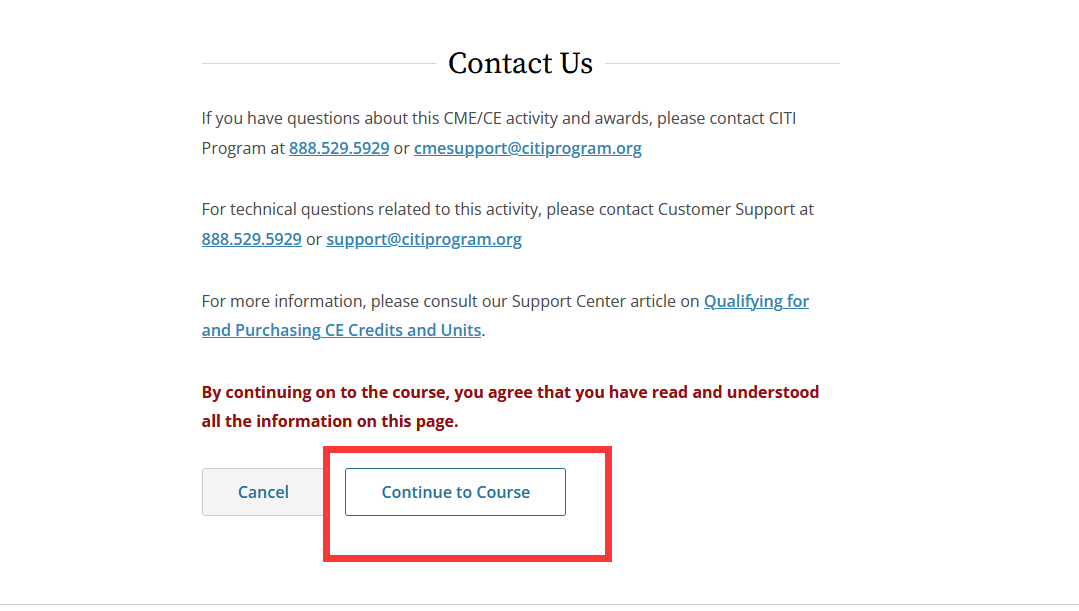 Contact Us
If you have questions about this CME/CE activity and awards, please contact CITI
Program at 888.529.5929 or cmesupport@citiprogram.org
For technical questions related to this activity, please contact Customer Support at
888.529.5929 or support@citiprogram.org
For more information, please consult our Support Center article on Qualifying for
and Purchasing CE Credits and Units.
By continuing on to the course, you agree that you have read and understood
all the information on this page.
Cancel Continue to Course